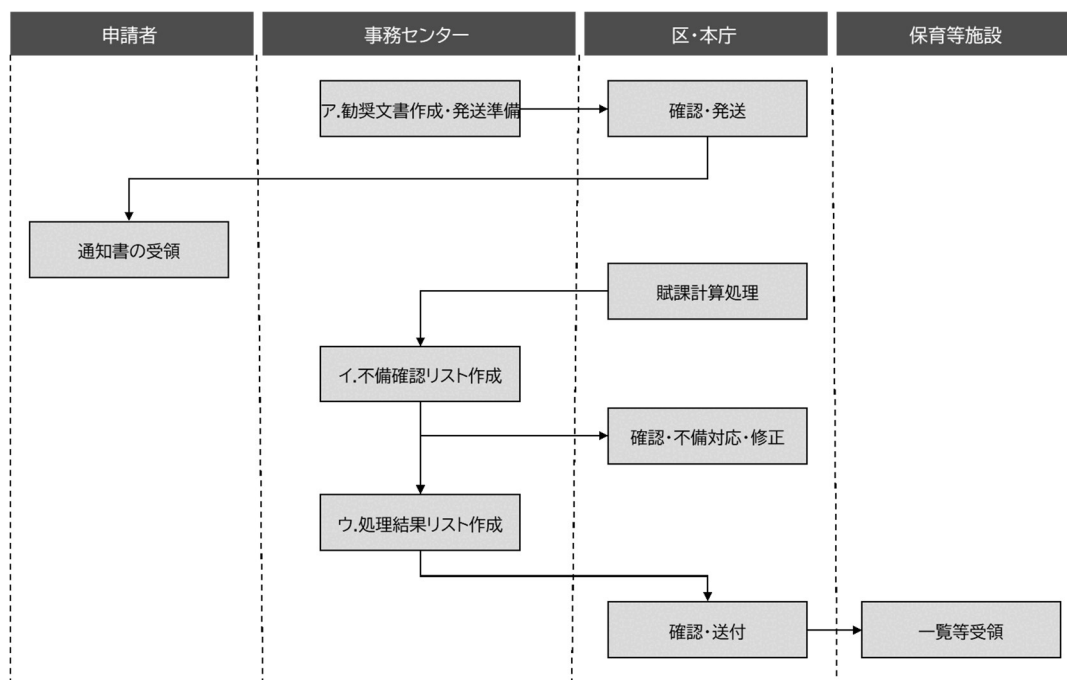 申請者
事務センター
区・本庁
保育等施設
ア.勧奨文書作成・発送準備
確認・発送
通知書の受領
賦課計算処理
イ.不備確認リスト作成
確認・不備対応・修正
ウ.処理結果リスト作成
確認・送付
一覧等受領